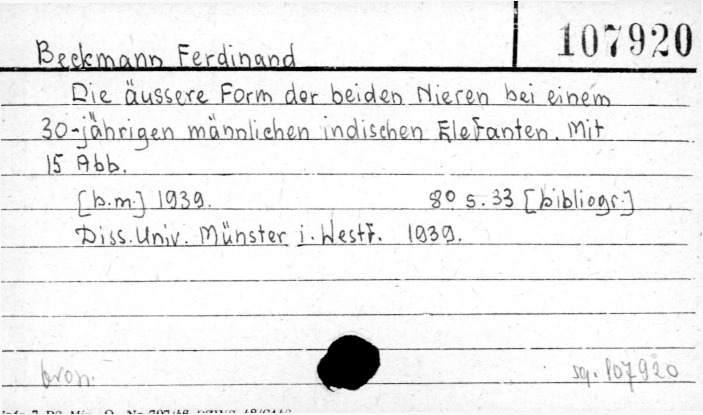 107920
Beckmann Ferdinand
Die äussere Form der beiden Nieren bei einem
30-jährigen männlichen indischen Elefanten. Mit
15 Abb.
[b.m.] 1939. 8° s. 33 [bibliogr.]
Diss. Univ. Münster i. Westf. 1939.
bron. sg. 107920